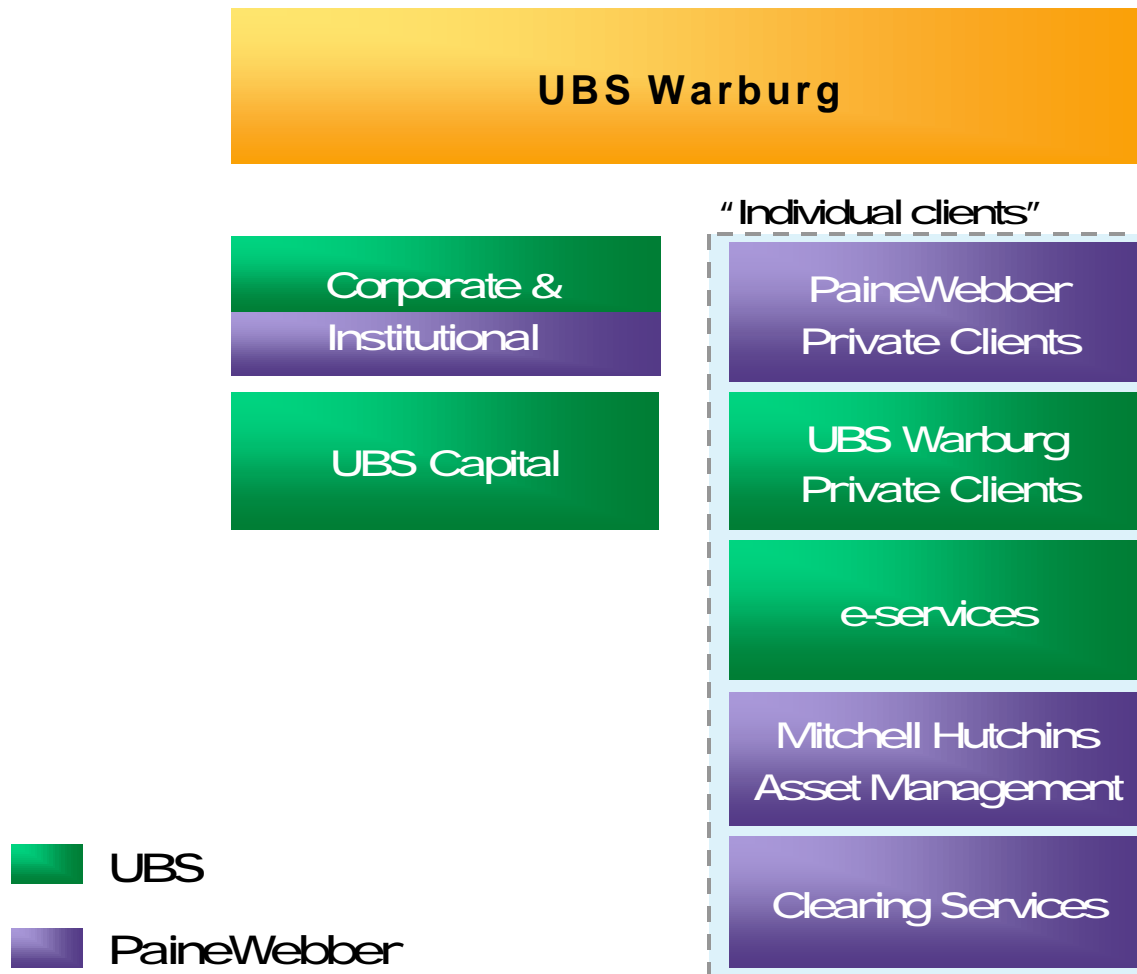 UBS Warburg
“Individual clients”
Corporate &
Institutional
UBS Capital
PaineWebber
Private Clients
UBS Warburg
Private Clients
e-services
Mitchell Hutchins
Asset Management
Clearing Services
UBS
PaineWebber